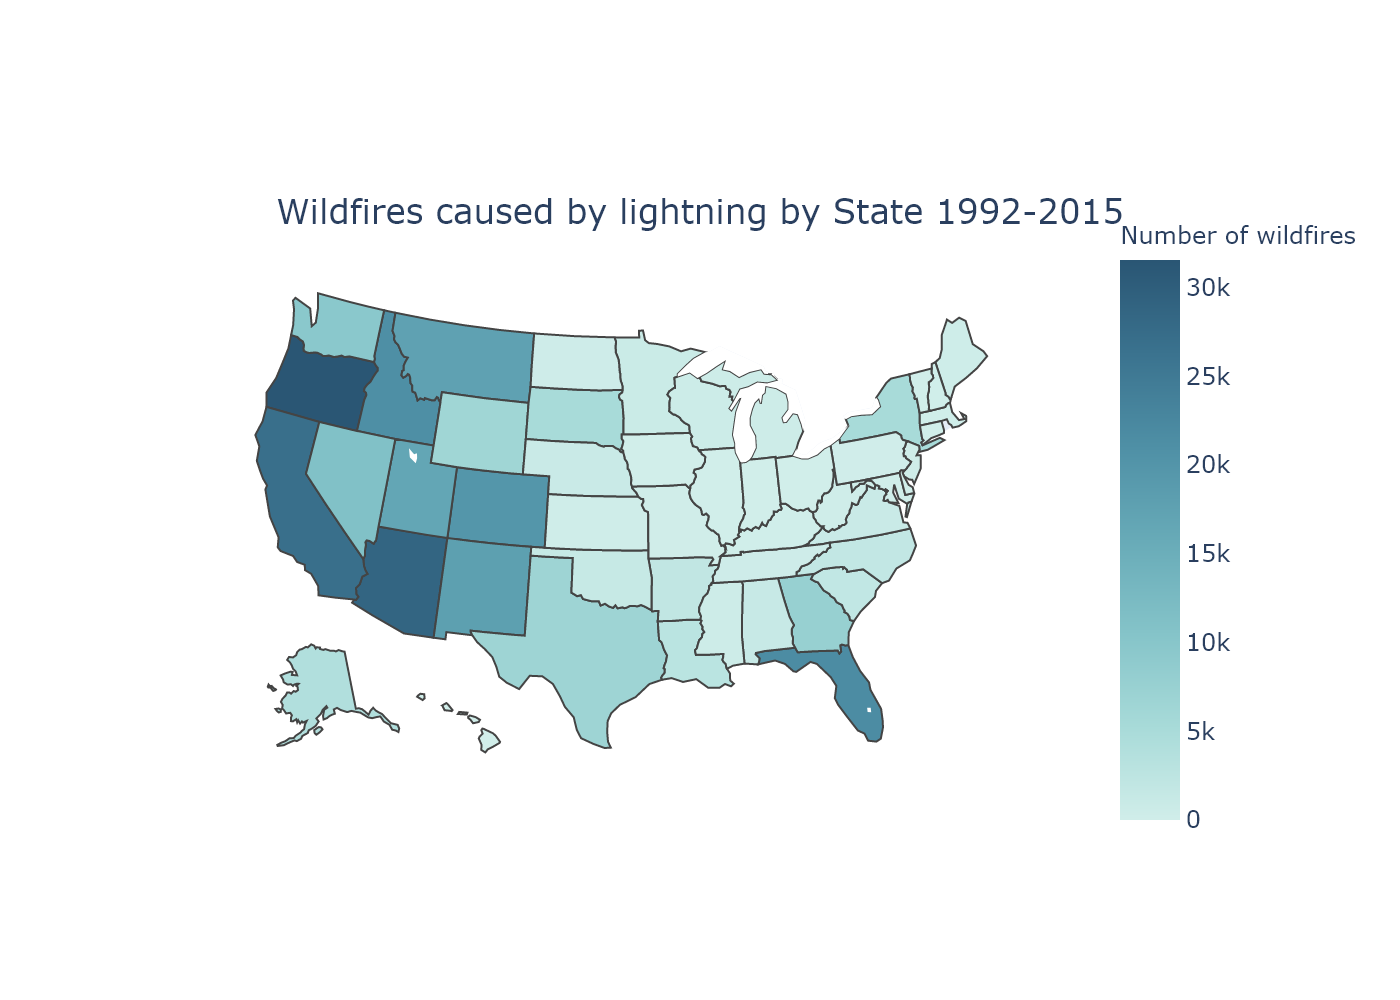 Wildfires caused by lightning by State 1992-2015
Number of wildfires
30k
25k
20k
15k
10k
5k
0